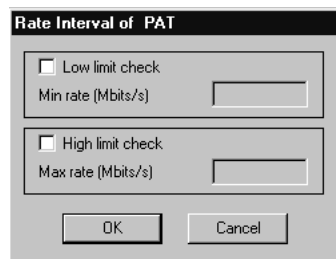 Rate Interval of PAT
Low limit check
Min rate (Mbits/s)
High limit check
Max rate (Mbits/s)
OK
Cancel